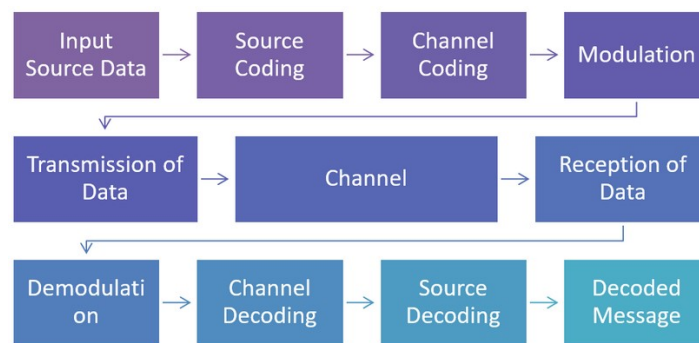 Input
Source Data
Source
Coding
Channel
Coding
Modulation
Transmission of
Data
Channel
Reception of
Data
Demodulati
on
Channel
Decoding
Source
Decoding
Decoded
Message